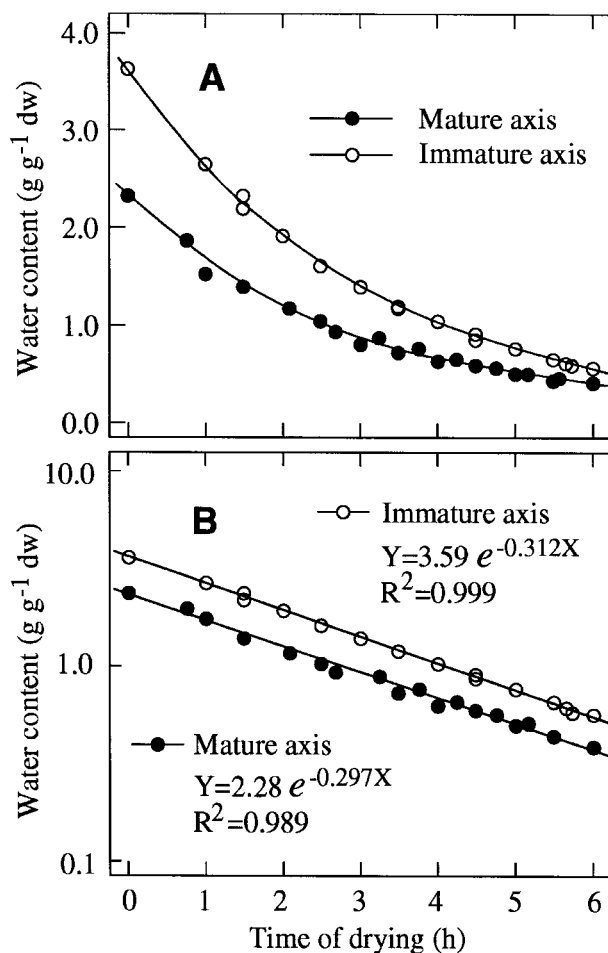 4.0
3.0
2.0
1.0
0.0
Water content (g g⁻¹ dw)
A
Mature axis
Immature axis
10.0
1.0
0.1
Water content (g g⁻¹ dw)
B
Immature axis
Y=3.59 e^-0.312X
R²=0.999
Mature axis
Y=2.28 e^-0.297X
R²=0.989
0 1 2 3 4 5 6
Time of drying (h)